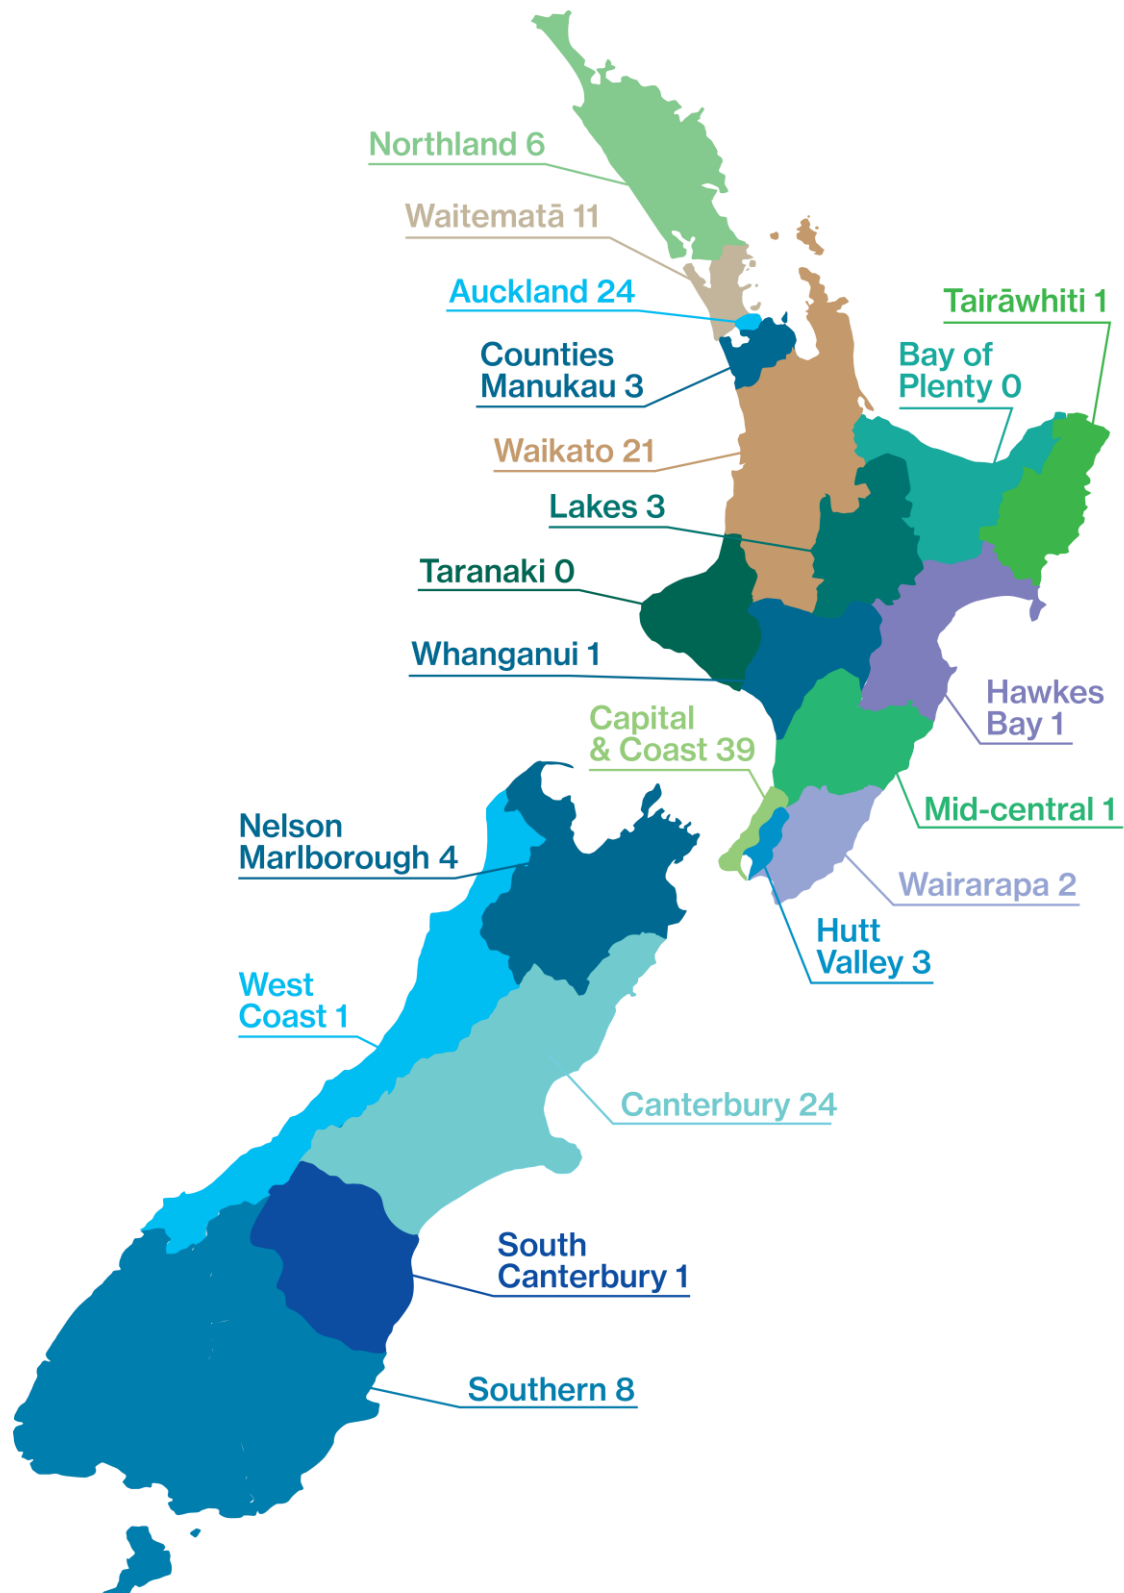 Northland 6
Waitematā 11
Auckland 24
Tairāwhiti 1
Counties
Manukau 3
Bay of
Plenty 0
Waikato 21
Lakes 3
Taranaki 0
Whanganui 1
Hawkes
Bay 1
Capital
& Coast 39
Mid-central 1
Nelson
Marlborough 4
Wairarapa 2
Hutt
Valley 3
West
Coast 1
Canterbury 24
South
Canterbury 1
Southern 8